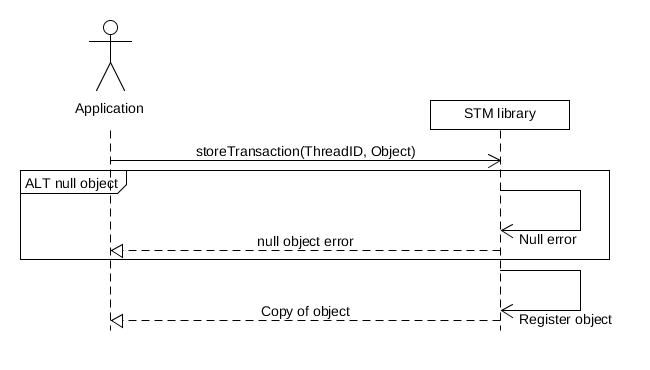 Application
STM library
storeTransaction(ThreadID, Object)
ALT null object
Null error
null object error
Copy of object
Register object